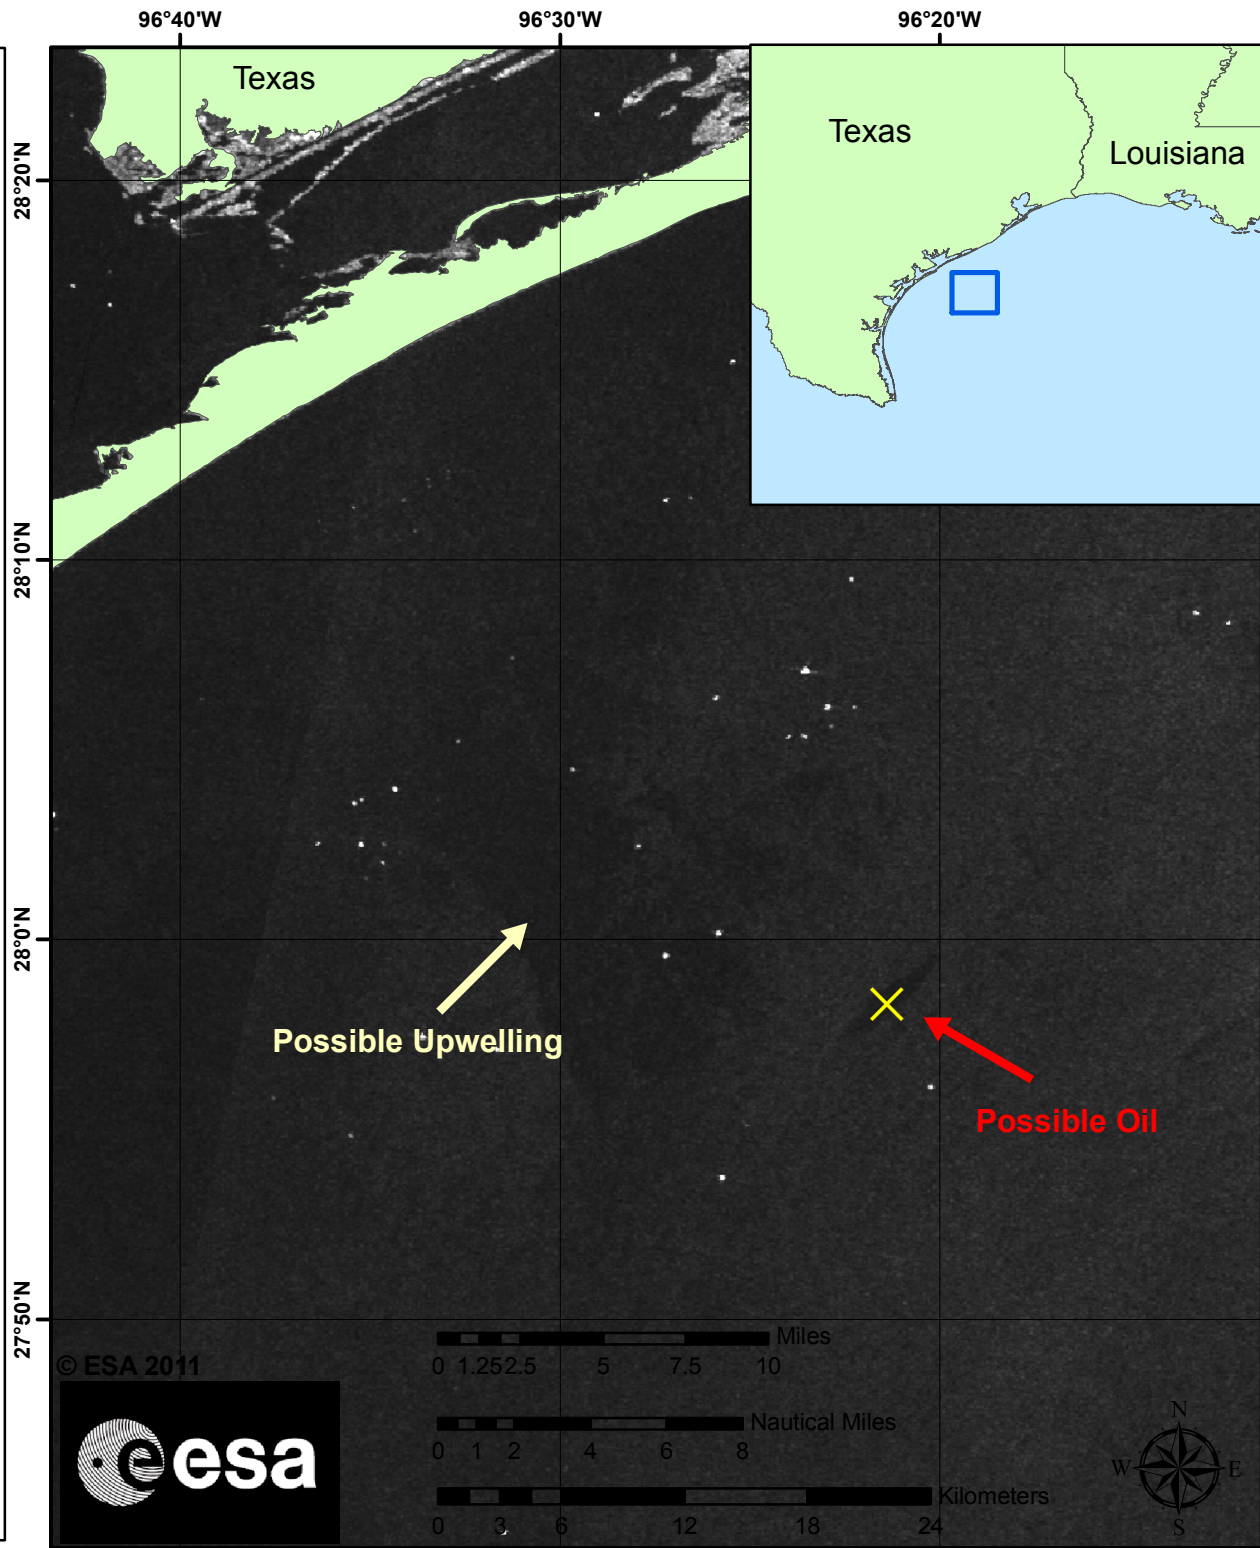 96°40'W
96°30'W
96°20'W
28°20'N
28°10'N
28°0'N
27°50'N
Texas
Texas
Louisiana
Possible Upwelling
Possible Oil
© ESA 2011
esa
Miles
0 1.25 2.5 5 7.5 10
Nautical Miles
0 1 2 4 6 8
Kilometers
0 3 6 12 18 24
N
W E
S